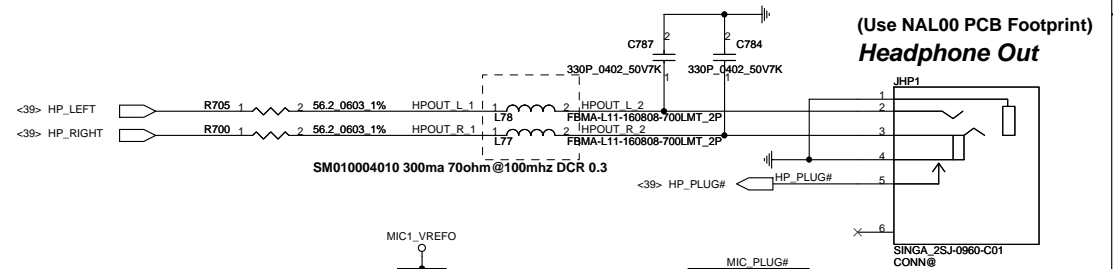 (Use NAL00 PCB Footprint)
Headphone Out
2 C787
2 C784
330P_0402_50V7K
330P_0402_50V7K
1
1
JHP1
<39> HP_LEFT
R705 1 2 56.2_0603_1%
HPOUT_L_1
1 2
L78
HPOUT_L_2
FBMA-L11-160808-700LMT_2P
<39> HP_RIGHT
R700 1 2 56.2_0603_1%
HPOUT_R_1
1 2
L77
HPOUT_R_2
FBMA-L11-160808-700LMT_2P
SM010004010 300ma 70ohm@100mhz DCR 0.3
<39> HP_PLUG#
HP_PLUG#
1
2
3
4
5
6
SINGA_2SJ-0960-C01
CONN@
MIC1_VREFO
MIC_PLUG#